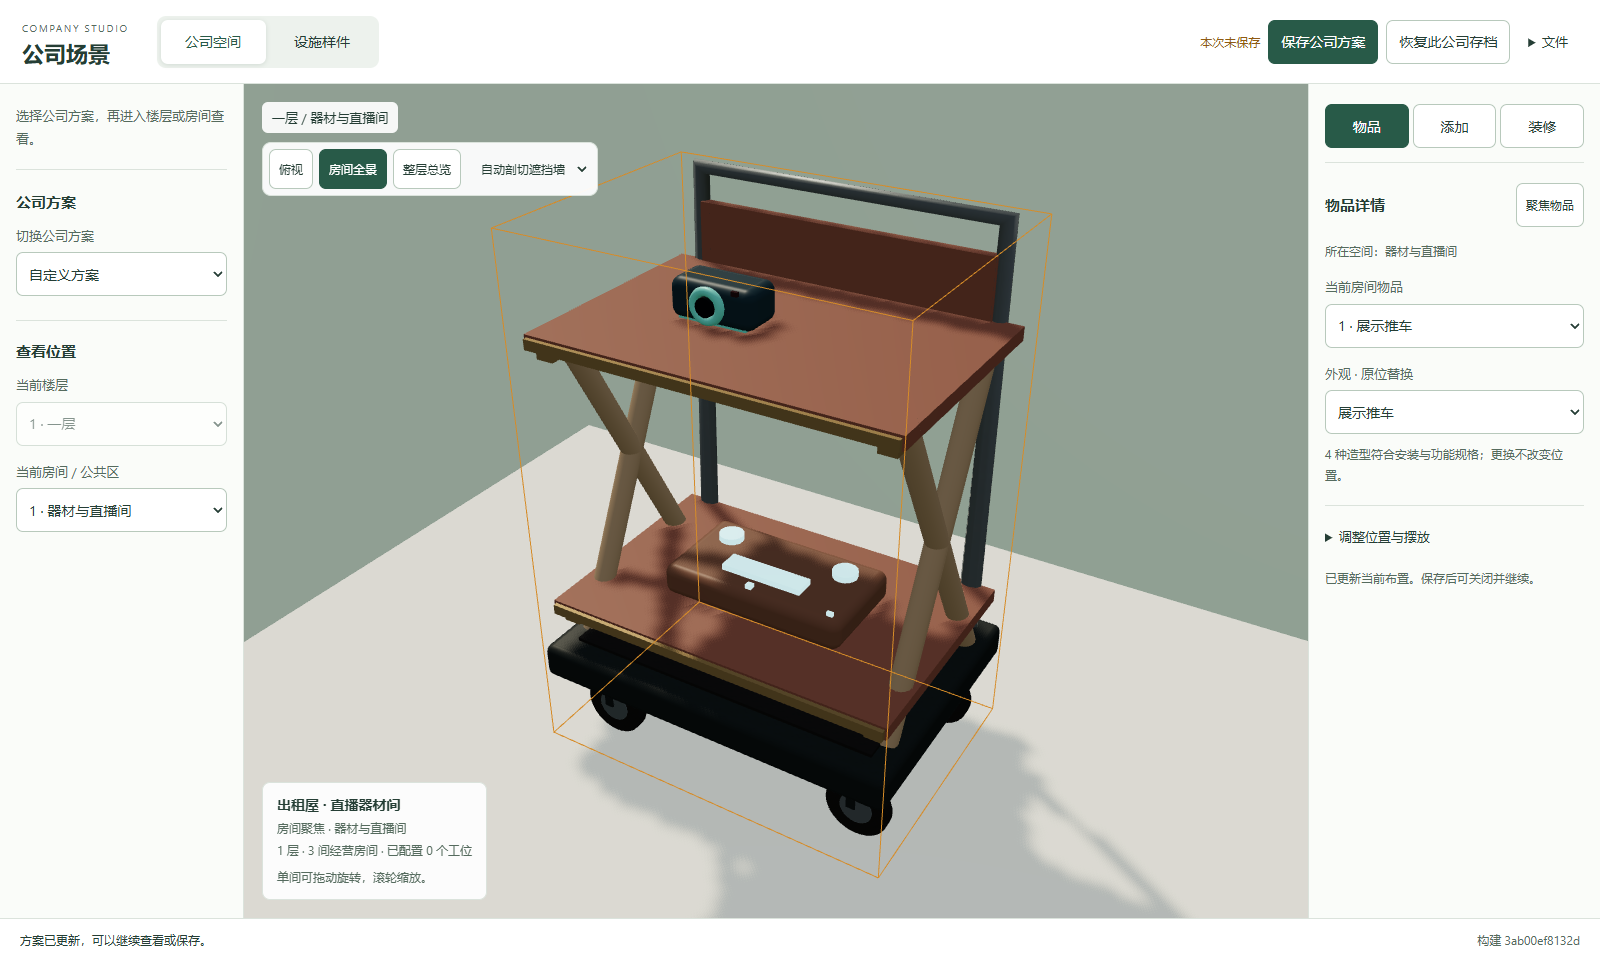 COMPANY STUDIO
公司场景
公司空间
设施样件
本次未保存
保存公司方案
恢复此公司存档
▶ 文件
选择公司方案，再进入楼层或房间查
看。
公司方案
切换公司方案
自定义方案
查看位置
当前楼层
1 · 一层
当前房间 / 公共区
1 · 器材与直播间
一层 / 器材与直播间
俯视
房间全景
整层总览
自动剖切遮挡墙
出租屋 · 直播器材间
房间聚焦 · 器材与直播间
1 层 · 3 间经营房间 · 已配置 0 个工位
单间可拖动旋转，滚轮缩放。
物品
添加
装修
物品详情
聚焦物品
所在空间：器材与直播间
当前房间物品
1 · 展示推车
外观 · 原位替换
展示推车
4 种造型符合安装与功能规格；更换不改变位
置。
▶ 调整位置与摆放
已更新当前布置。保存后可关闭并继续。
方案已更新，可以继续查看或保存。
构建 3ab00ef8132d